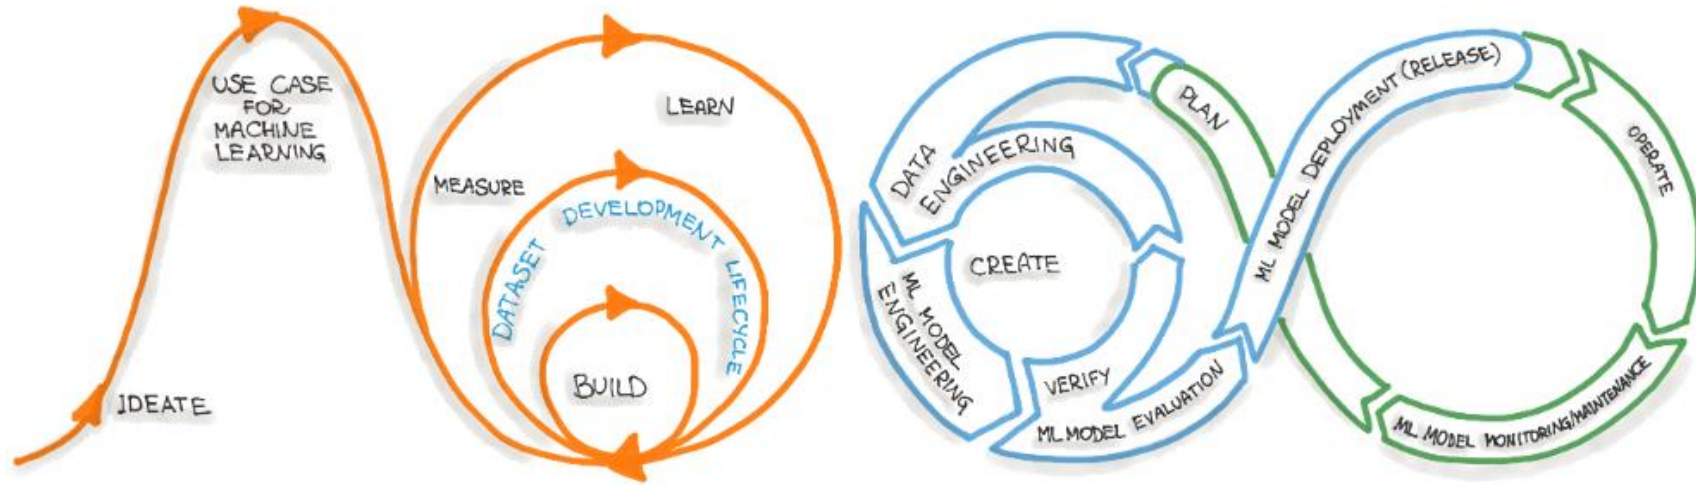 USE CASE
FOR
MACHINE
LEARNING
IDEATE
LEARN
MEASURE
DATASET DEVELOPMENT LIFECYCLE
BUILD
DATA
ENGINEERING
PLAN
CREATE
ML MODEL
ENGINEERING
VERIFY
ML MODEL EVALUATION
ML MODEL DEPLOYMENT (RELEASE)
OPERATE
ML MODEL MONITORING/MAINTENANCE